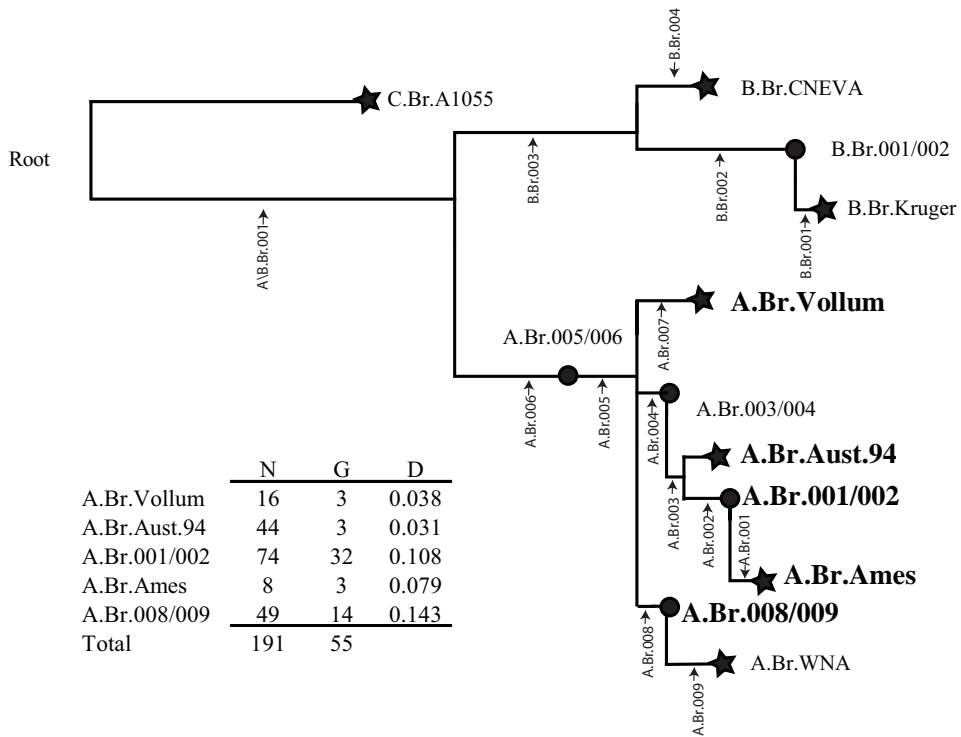 B.Br.004
C.Br.A1055
B.Br.CNEVA
Root
B.Br.003
B.Br.002
B.Br.001/002
A\B.Br.001
B.Br.Kruger
B.Br.001
A.Br.Vollum
A.Br.007
A.Br.005/006
A.Br.006
A.Br.005
A.Br.004
A.Br.003/004
A.Br.Aust.94
A.Br.003
A.Br.002
A.Br.001
A.Br.001/002
A.Br.Ames
A.Br.008/009
A.Br.008
A.Br.WNA
A.Br.009
N G D
A.Br.Vollum 16 3 0.038
A.Br.Aust.94 44 3 0.031
A.Br.001/002 74 32 0.108
A.Br.Ames 8 3 0.079
A.Br.008/009 49 14 0.143
Total 191 55